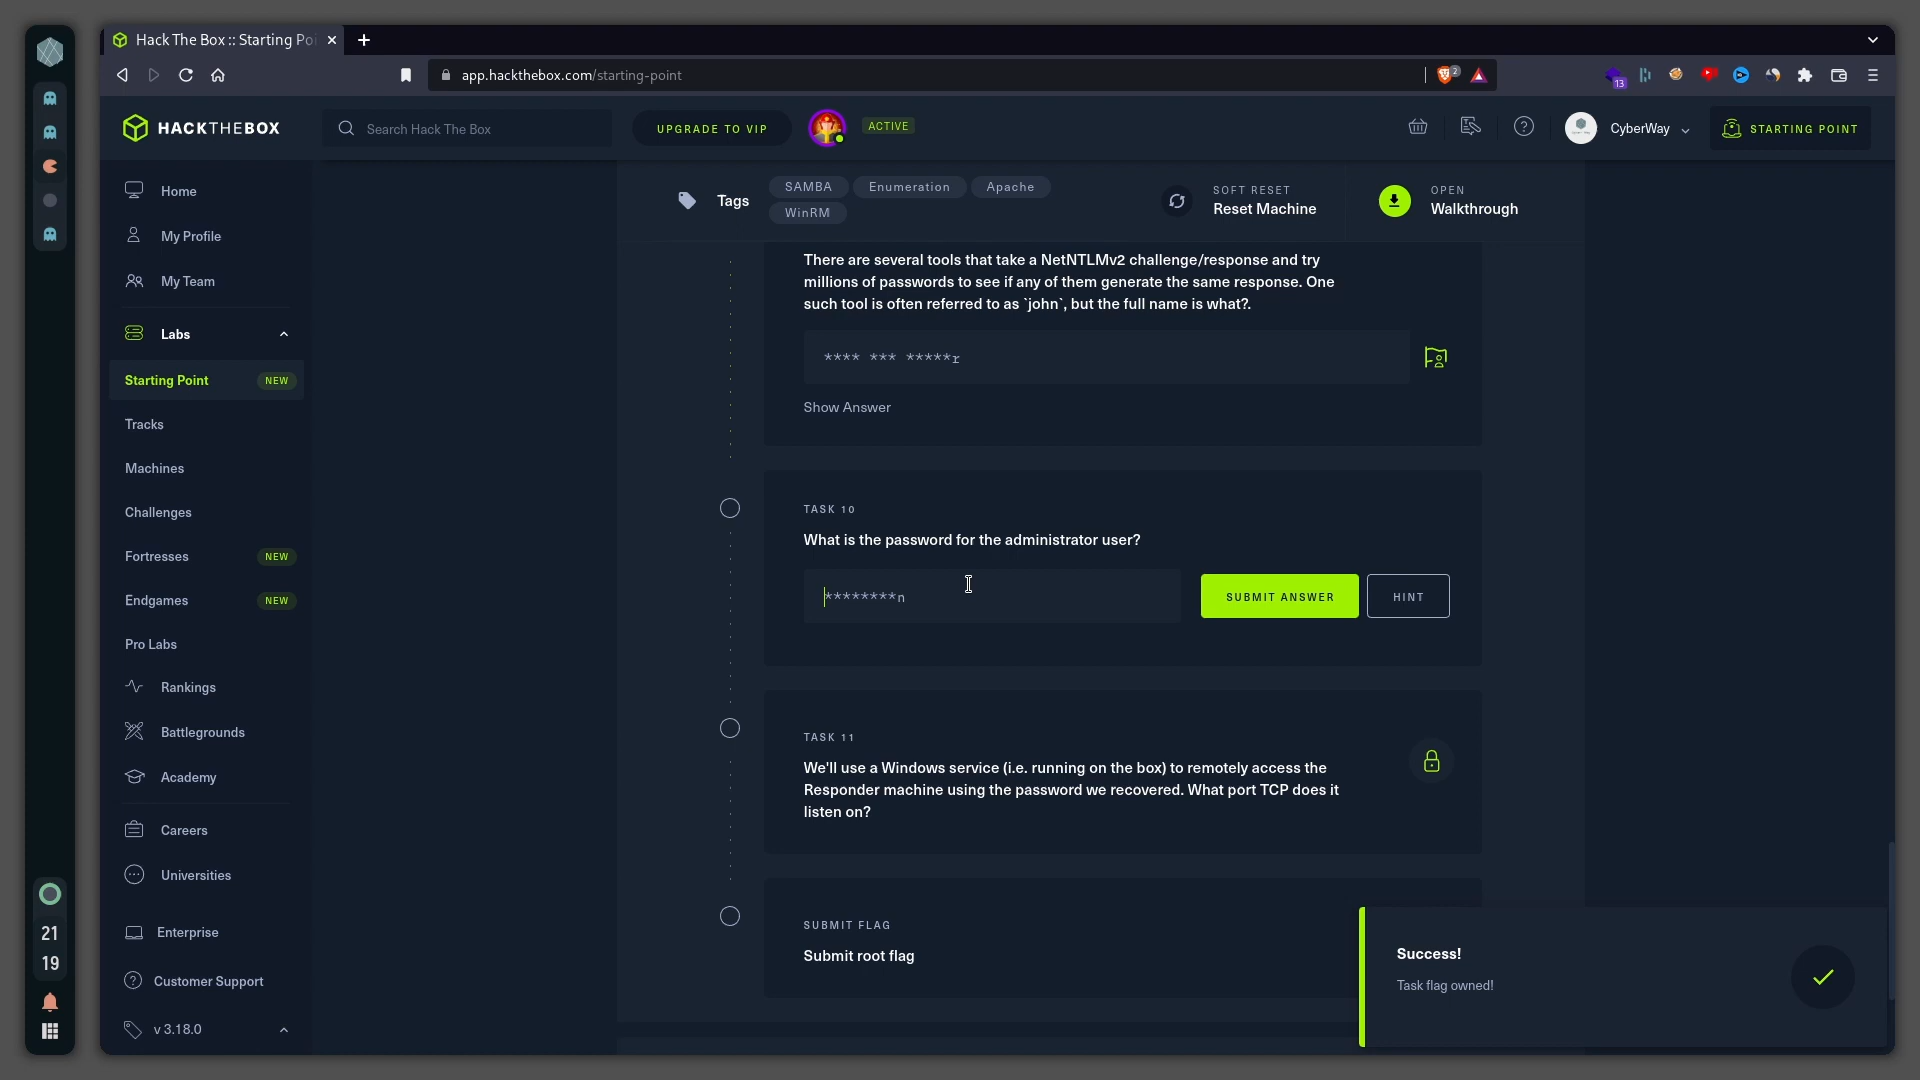 Hack The Box :: Starting Poi
app.hackthebox.com/starting-point
2
13
HACKTHEBOX
Search Hack The Box
UPGRADE TO VIP
ACTIVE
CyberWay
STARTING POINT
Home
My Profile
My Team
Labs
Starting Point NEW
Tracks
Machines
Challenges
Fortresses NEW
Endgames NEW
Pro Labs
Rankings
Battlegrounds
Academy
Careers
Universities
Enterprise
Customer Support
v 3.18.0
21
19
Tags
SAMBA Enumeration Apache
WinRM
SOFT RESET
Reset Machine
OPEN
Walkthrough
There are several tools that take a NetNTLMv2 challenge/response and try
millions of passwords to see if any of them generate the same response. One
such tool is often referred to as `john`, but the full name is what?.
**** *** *****r
Show Answer
TASK 10
What is the password for the administrator user?
********n
SUBMIT ANSWER
HINT
TASK 11
We'll use a Windows service (i.e. running on the box) to remotely access the
Responder machine using the password we recovered. What port TCP does it
listen on?
SUBMIT FLAG
Submit root flag
Success!
Task flag owned!